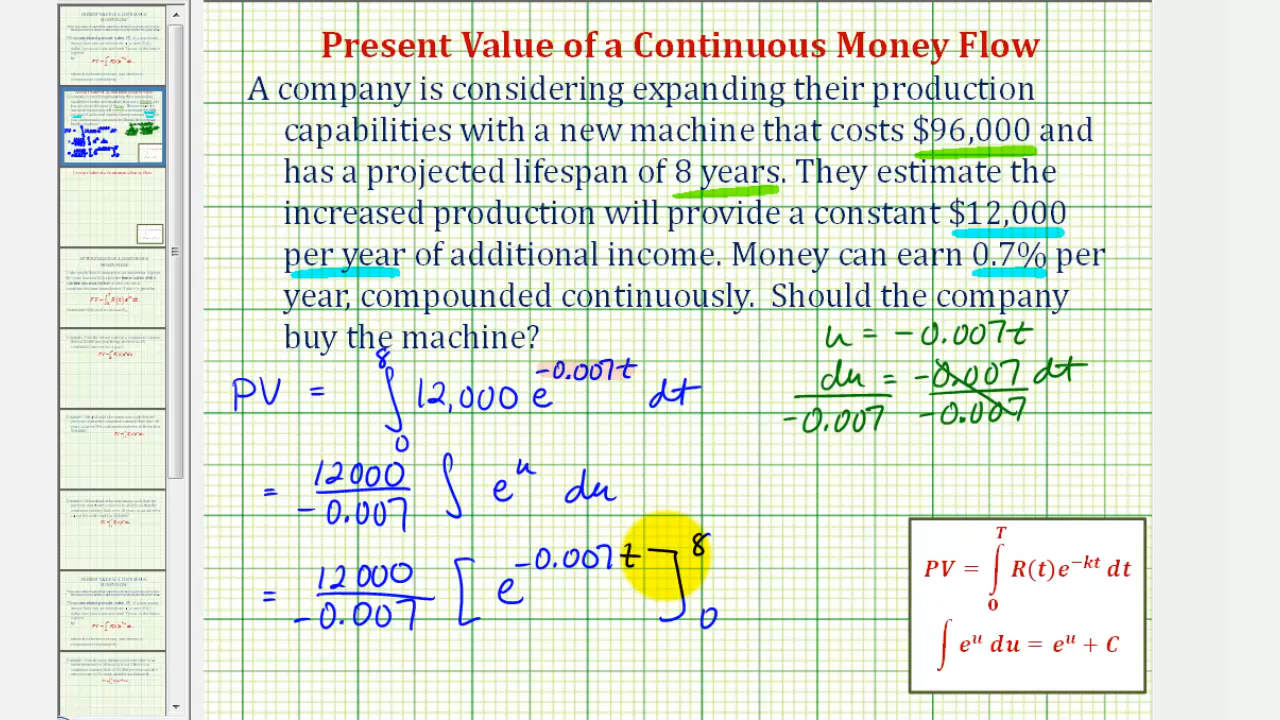 Present Value of a Continuous Money Flow
A company is considering expanding their production
capabilities with a new machine that costs $96,000 and
has a projected lifespan of 8 years. They estimate the
increased production will provide a constant $12,000
per year of additional income. Money can earn 0.7% per
year, compounded continuously. Should the company
buy the machine?
u = -0.007t
du = -0.007 dt
-0.007 -0.007
PV = ∫₀⁸ 12,000 e^(-0.007t) dt
= 12000/-0.007 ∫ e^u du
= 12000/-0.007 [e^(-0.007t)]₀⁸
PV = ∫₀ᵀ R(t)e^(-kt) dt
∫ e^u du = e^u + C